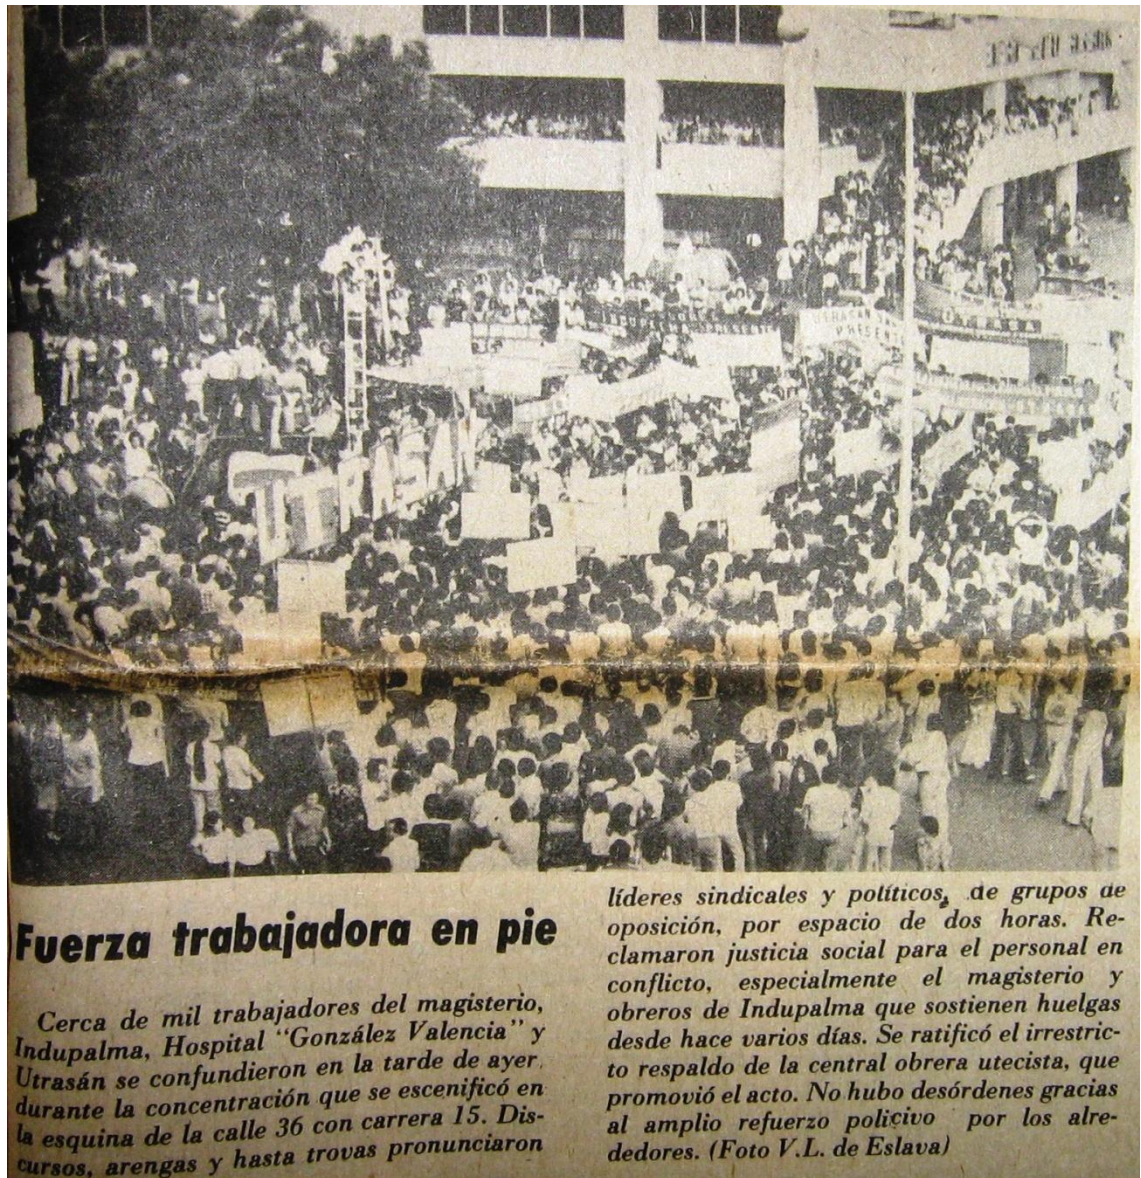 UTRASAN
PRESENTE
UTRASAN
Fuerza trabajadora en pie
Cerca de mil trabajadores del magisterio,
Indupalma, Hospital "González Valencia" y
Utrasán se confundieron en la tarde de ayer
durante la concentración que se escenificó en
la esquina de la calle 36 con carrera 15. Dis-
cursos, arengas y hasta trovas pronunciaron
líderes sindicales y políticos, de grupos de
oposición, por espacio de dos horas. Re-
clamaron justicia social para el personal en
conflicto, especialmente el magisterio y
obreros de Indupalma que sostienen huelgas
desde hace varios días. Se ratificó el irrestric-
to respaldo de la central obrera utecista, que
promovió el acto. No hubo desórdenes gracias
al amplio refuerzo policivo por los alre-
dedores. (Foto V.L. de Eslava)